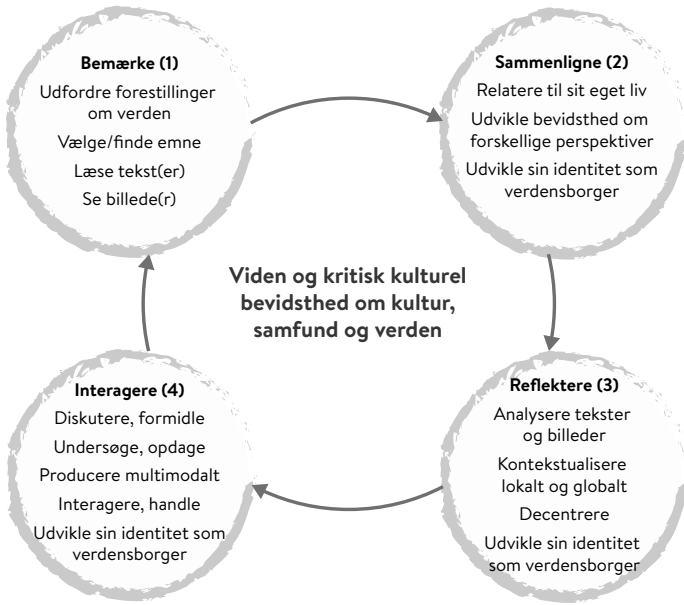 Bemærke (1)
Udfordre forestillinger
om verden
Vælge/finde emne
Læse tekst(er)
Se billede(r)
Sammenligne (2)
Relatere til sit eget liv
Udvikle bevidsthed om
forskellige perspektiver
Udvikle sin identitet som
verdensborger
Viden og kritisk kulturel
bevidsthed om kultur,
samfund og verden
Reflektere (3)
Analysere tekster
og billeder
Kontekstualisere
lokalt og globalt
Decentrere
Udvikle sin identitet
som verdensborger
Interagere (4)
Diskutere, formidle
Undersøge, opdage
Producere multimodalt
Interagere, handle
Udvikle sin identitet som
verdensborger